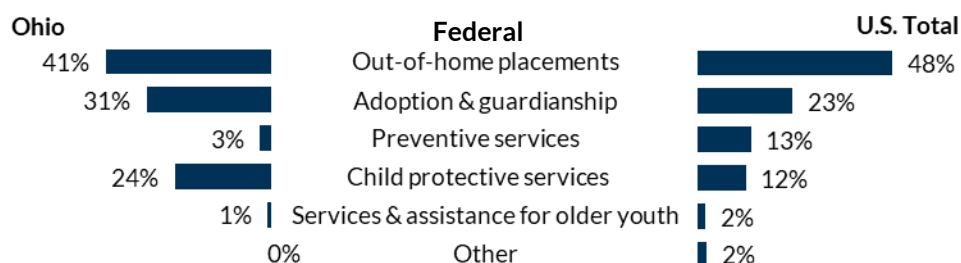 Ohio Federal U.S. Total
41% Out-of-home placements 48%
31% Adoption & guardianship 23%
3% Preventive services 13%
24% Child protective services 12%
1% Services & assistance for older youth 2%
0% Other 2%